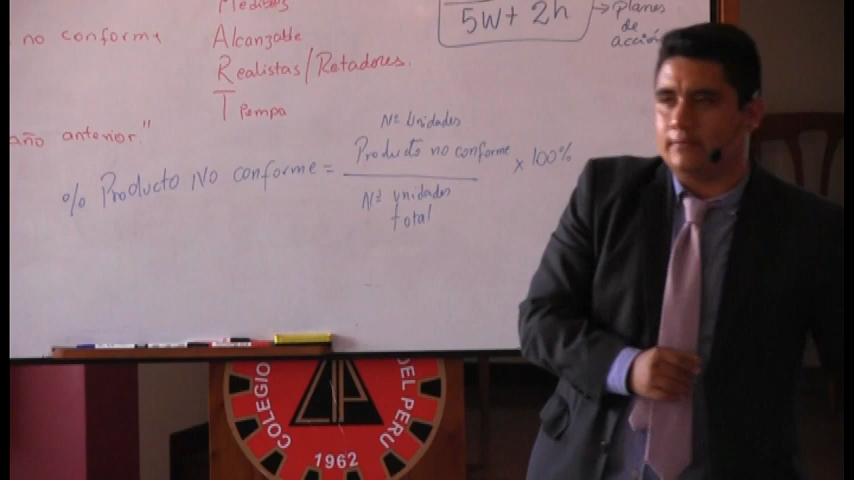 Medibles
5W + 2h → planes
de
acción
no conforme
Alcanzable
Realistas/Retadores.
Tiempo
año anterior."
Nº Unidades
% Producto No conforme = Producto no conforme x 100%
Nº unidades
total
COLEGIO
DEL PERU
CIP
1962